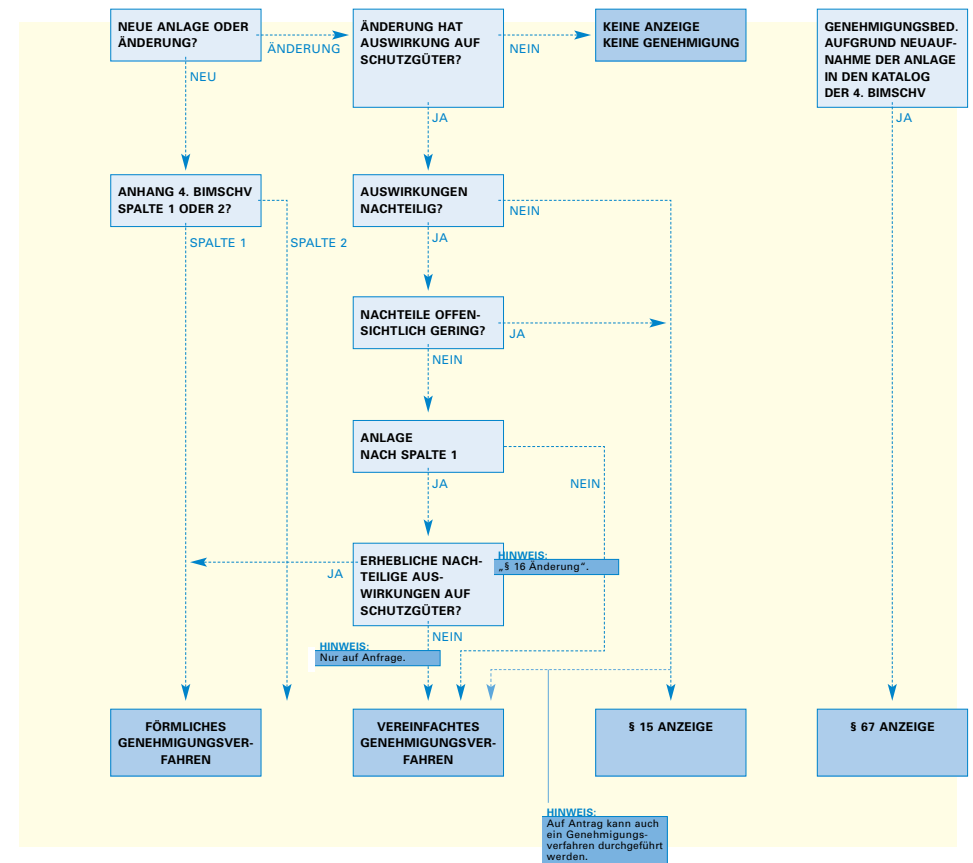 NEUE ANLAGE ODER
ÄNDERUNG?
ÄNDERUNG
NEU
ÄNDERUNG HAT
AUSWIRKUNG AUF
SCHUTZGÜTER?
NEIN
JA
KEINE ANZEIGE
KEINE GENEHMIGUNG
GENEHMIGUNGSBED.
AUFGRUND NEUAUF-
NAHME DER ANLAGE
IN DEN KATALOG
DER 4. BIMSCHV
JA
ANHANG 4. BIMSCHV
SPALTE 1 ODER 2?
SPALTE 1
SPALTE 2
AUSWIRKUNGEN
NACHTEILIG?
NEIN
JA
NACHTEILE OFFEN-
SICHTLICH GERING?
JA
NEIN
ANLAGE
NACH SPALTE 1
JA
NEIN
ERHEBLICHE NACH-
TEILIGE AUS-
WIRKUNGEN AUF
SCHUTZGÜTER?
JA
HINWEIS:
„§ 16 Änderung“.
NEIN
HINWEIS:
Nur auf Anfrage.
FÖRMLICHES
GENEHMIGUNGSVER-
FAHREN
VEREINFACHTES
GENEHMIGUNGSVER-
FAHREN
§ 15 ANZEIGE
§ 67 ANZEIGE
HINWEIS:
Auf Antrag kann auch
ein Genehmigungs-
verfahren durchgeführt
werden.